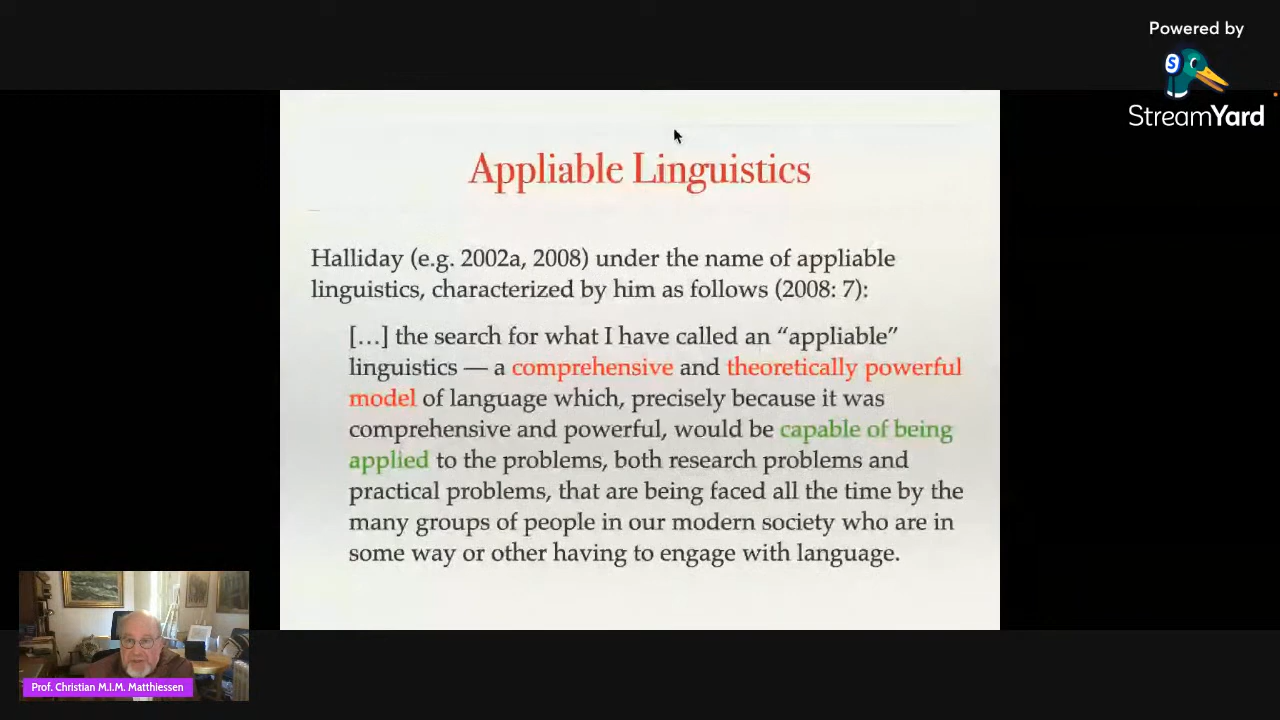 Powered by
S
StreamYard
Appliable Linguistics
Halliday (e.g. 2002a, 2008) under the name of appliable
linguistics, characterized by him as follows (2008: 7):
[…] the search for what I have called an “appliable”
linguistics — a comprehensive and theoretically powerful
model of language which, precisely because it was
comprehensive and powerful, would be capable of being
applied to the problems, both research problems and
practical problems, that are being faced all the time by the
many groups of people in our modern society who are in
some way or other having to engage with language.
Prof. Christian M.I.M. Matthiessen